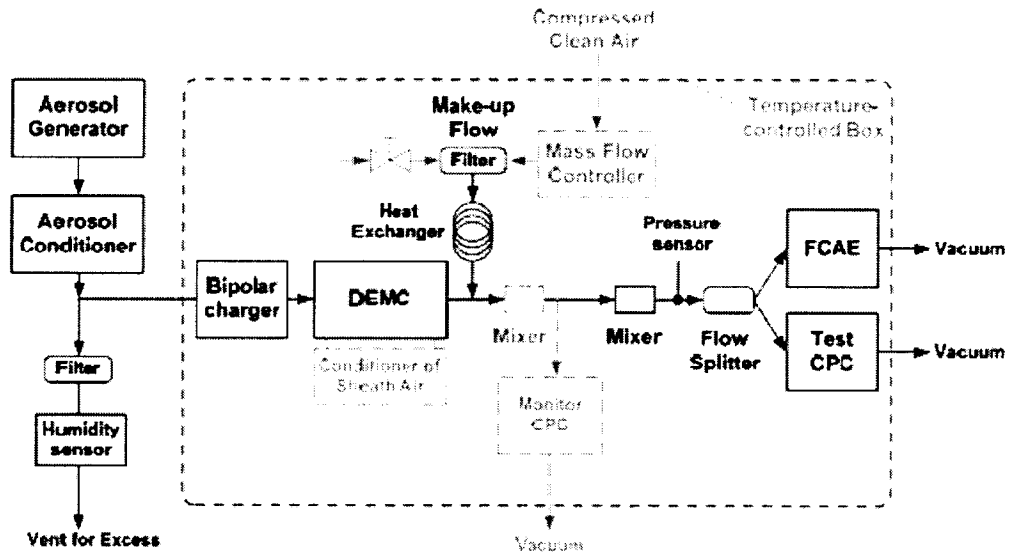 Compressed
Clean Air
Aerosol
Generator
Make-up
Flow
Temperature-
controlled Box
Filter
Mass Flow
Controller
Aerosol
Conditioner
Heat
Exchanger
Pressure
sensor
FCAE
Vacuum
Bipolar
charger
DEMC
Mixer
Mixer
Flow
Splitter
Test
CPC
Vacuum
Conditioner of
Sheath Air
Filter
Monitor
CPC
Humidity
sensor
Vent for Excess
Vacuum